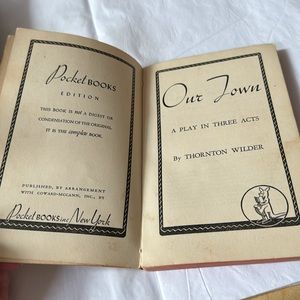 Pocket BOOKS
EDITION
THIS BOOK IS not A DIGEST OR
CONDENSATION OF THE ORIGINAL.
IT IS THE complete BOOK.
PUBLISHED, BY ARRANGEMENT
WITH COWARD-MCCANN, INC., BY
Pocket BOOKS inc. New York
Our Town
A PLAY IN THREE ACTS
By THORNTON WILDER